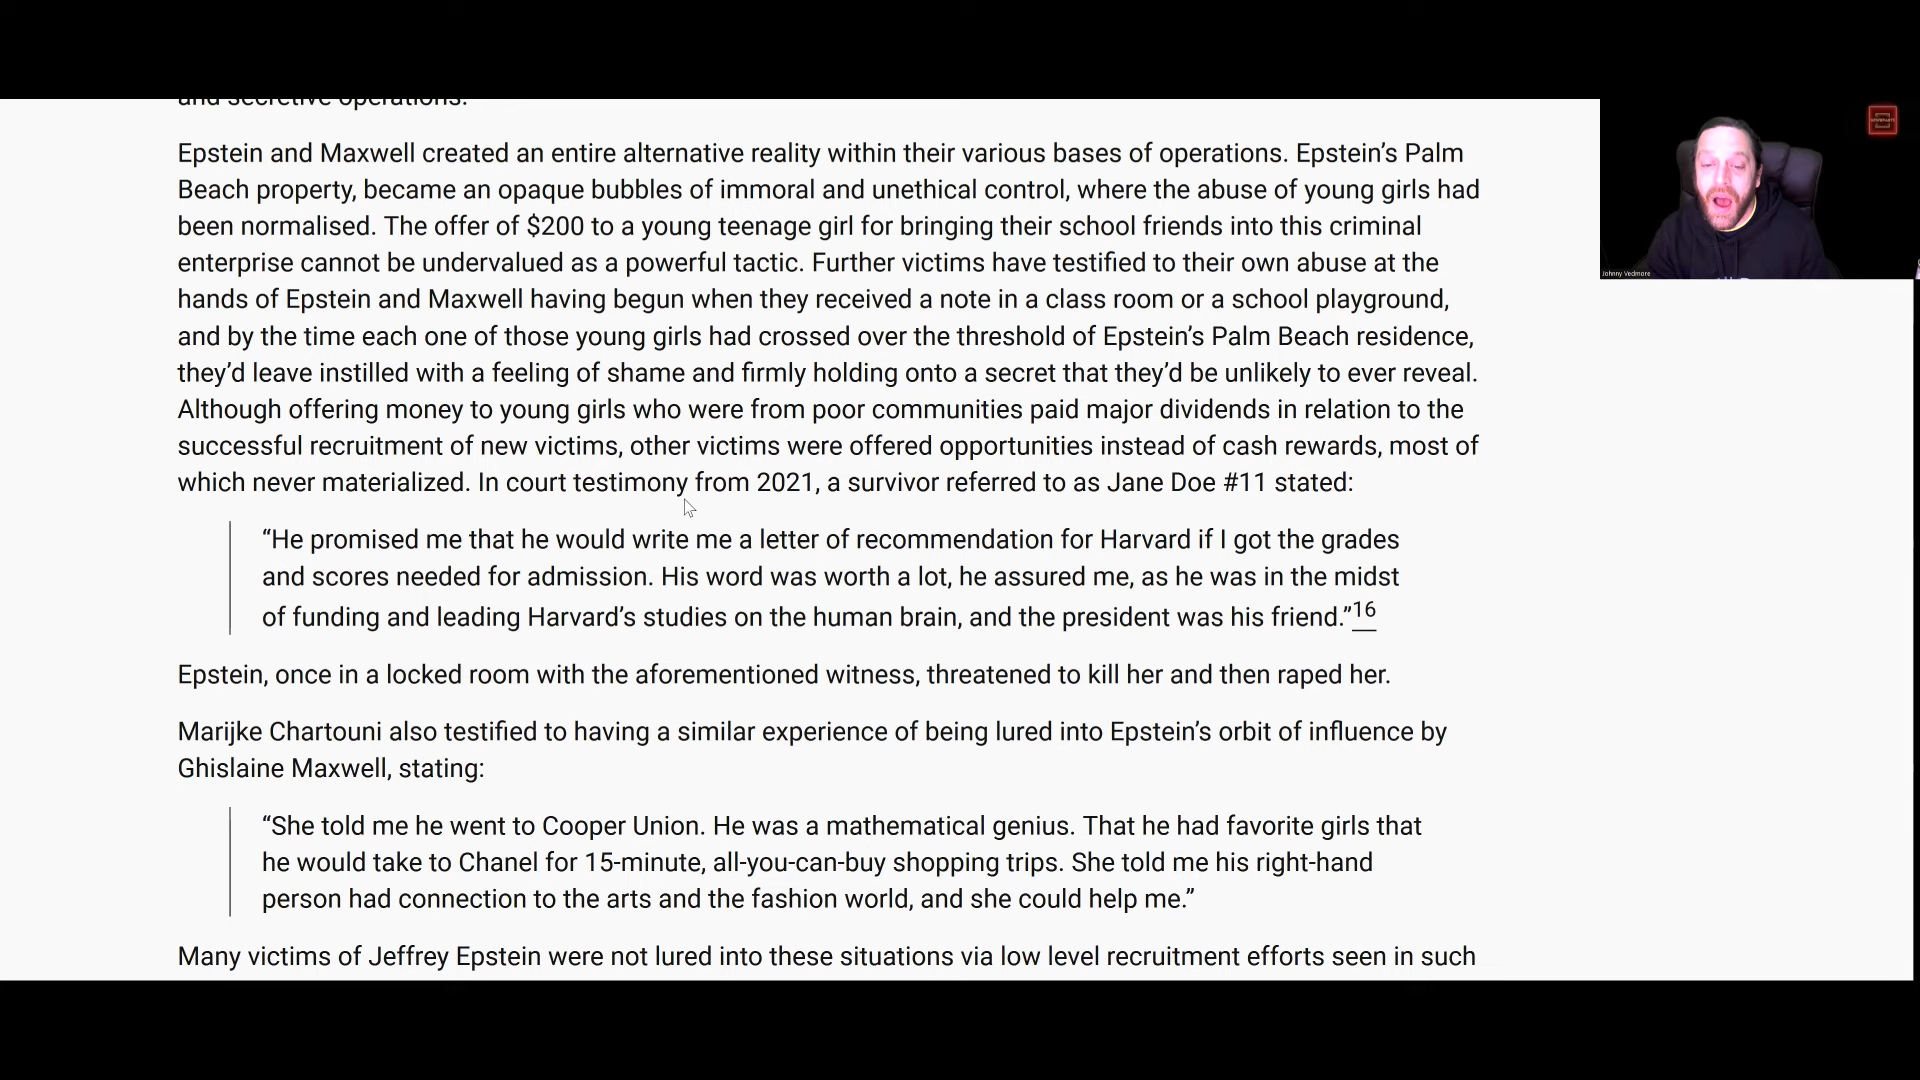 and secretive operations.
Epstein and Maxwell created an entire alternative reality within their various bases of operations. Epstein’s Palm
Beach property, became an opaque bubbles of immoral and unethical control, where the abuse of young girls had
been normalised. The offer of $200 to a young teenage girl for bringing their school friends into this criminal
enterprise cannot be undervalued as a powerful tactic. Further victims have testified to their own abuse at the
hands of Epstein and Maxwell having begun when they received a note in a class room or a school playground,
and by the time each one of those young girls had crossed over the threshold of Epstein’s Palm Beach residence,
they’d leave instilled with a feeling of shame and firmly holding onto a secret that they’d be unlikely to ever reveal.
Although offering money to young girls who were from poor communities paid major dividends in relation to the
successful recruitment of new victims, other victims were offered opportunities instead of cash rewards, most of
which never materialized. In court testimony from 2021, a survivor referred to as Jane Doe #11 stated:
“He promised me that he would write me a letter of recommendation for Harvard if I got the grades
and scores needed for admission. His word was worth a lot, he assured me, as he was in the midst
of funding and leading Harvard’s studies on the human brain, and the president was his friend.”16
Epstein, once in a locked room with the aforementioned witness, threatened to kill her and then raped her.
Marijke Chartouni also testified to having a similar experience of being lured into Epstein’s orbit of influence by
Ghislaine Maxwell, stating:
“She told me he went to Cooper Union. He was a mathematical genius. That he had favorite girls that
he would take to Chanel for 15-minute, all-you-can-buy shopping trips. She told me his right-hand
person had connection to the arts and the fashion world, and she could help me.”
Many victims of Jeffrey Epstein were not lured into these situations via low level recruitment efforts seen in such
Johnny Vedmore